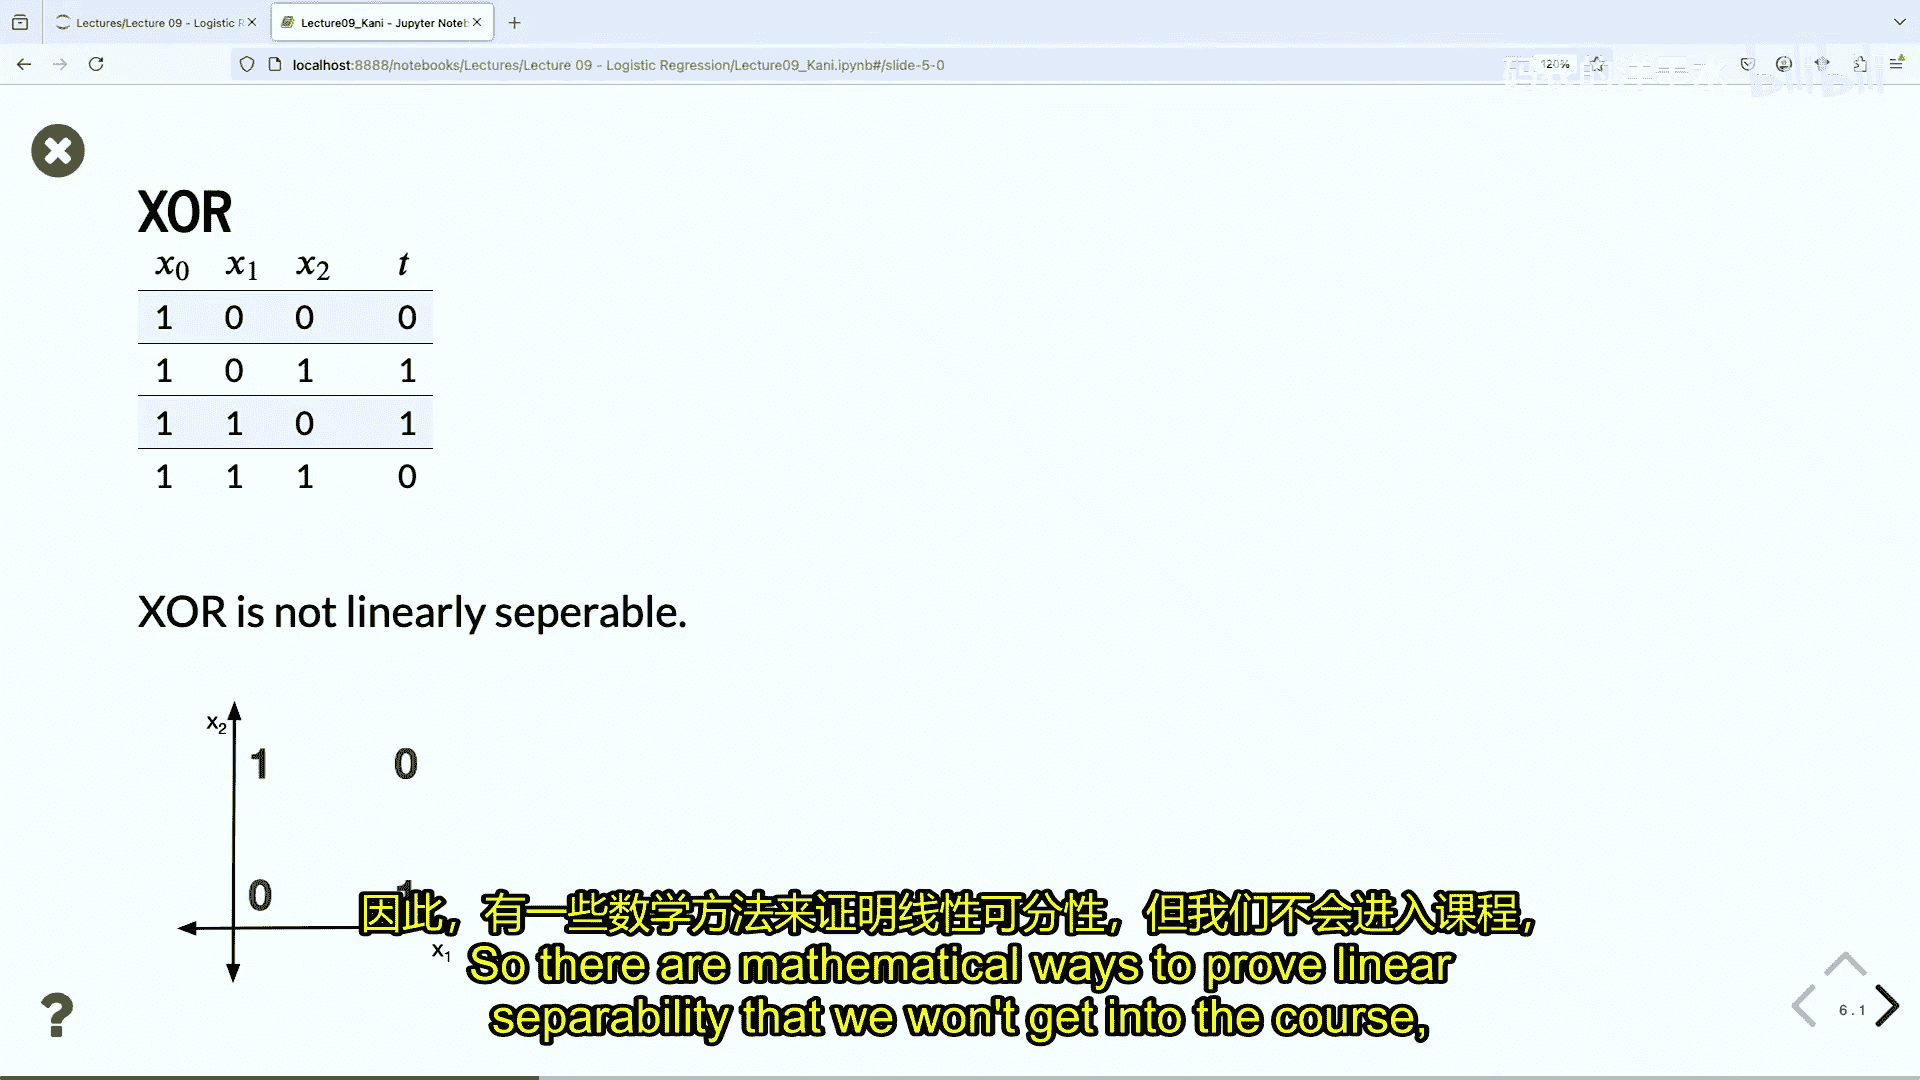 Lectures/Lecture 09 - Logistic R
Lecture09_Kani - Jupyter Noteb
localhost:8888/notebooks/Lectures/Lecture 09 - Logistic Regression/Lecture09_Kani.ipynb#/slide-5-0
120%
XOR
x₀ x₁ x₂ t
1 0 0 0
1 0 1 1
1 1 0 1
1 1 1 0
XOR is not linearly seperable.
x₂
1 0
0 1
x₁
因此，有一些数学方法来证明线性可分性，但我们不会进入课程，
So there are mathematical ways to prove linear
separability that we won't get into the course,
?
6.1